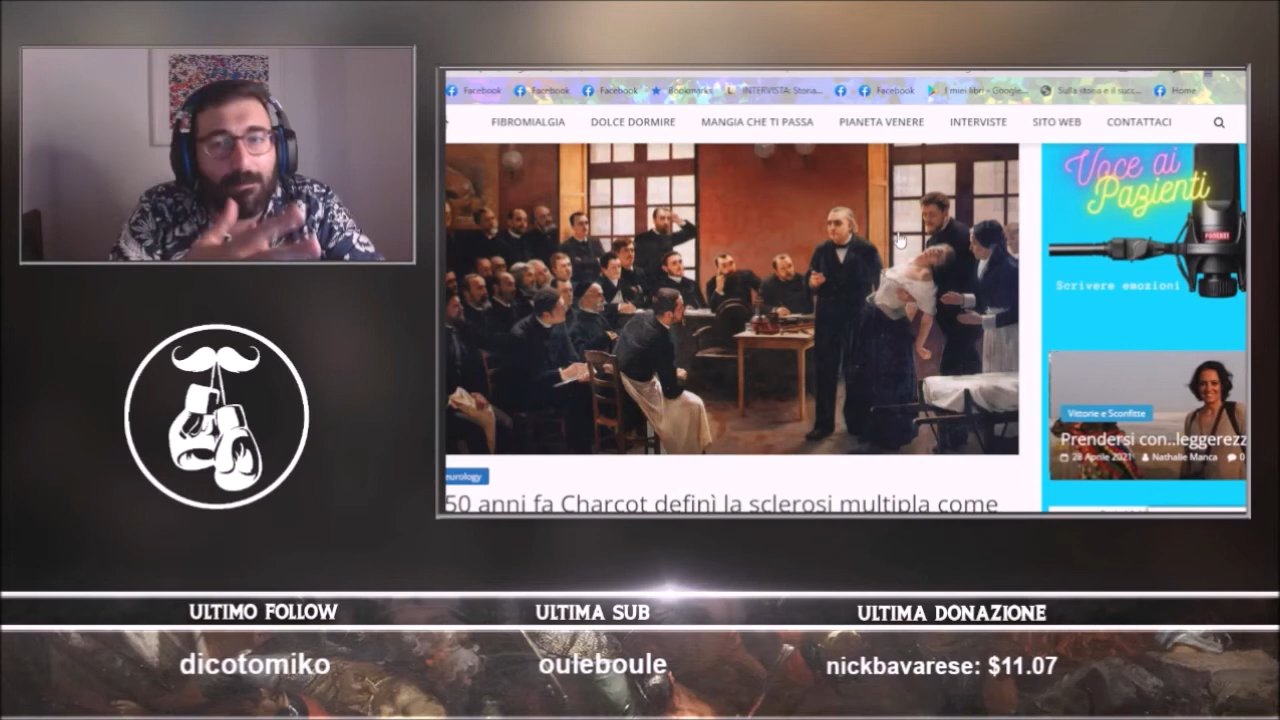 Facebook
Facebook
Facebook
Bookmarks
INTERVISTA: Storia...
Facebook
I miei libri - Google...
Sulla storia e il succ...
Home
FIBROMIALGIA
DOLCE DORMIRE
MANGIA CHE TI PASSA
PIANETA VENERE
INTERVISTE
SITO WEB
CONTATTACI
Voce ai
Pazienti
PODCAST
Scrivere emozioni
Vittorie e Sconfitte
Prendersi con..leggerezz
28 Aprile 2021
Nathalie Manca
0
eurology
50 anni fa Charcot definì la sclerosi multipla come
ULTIMO FOLLOW
ULTIMA SUB
ULTIMA DONAZIONE
dicotomiko
ouleboule
nickbavarese: $11.07